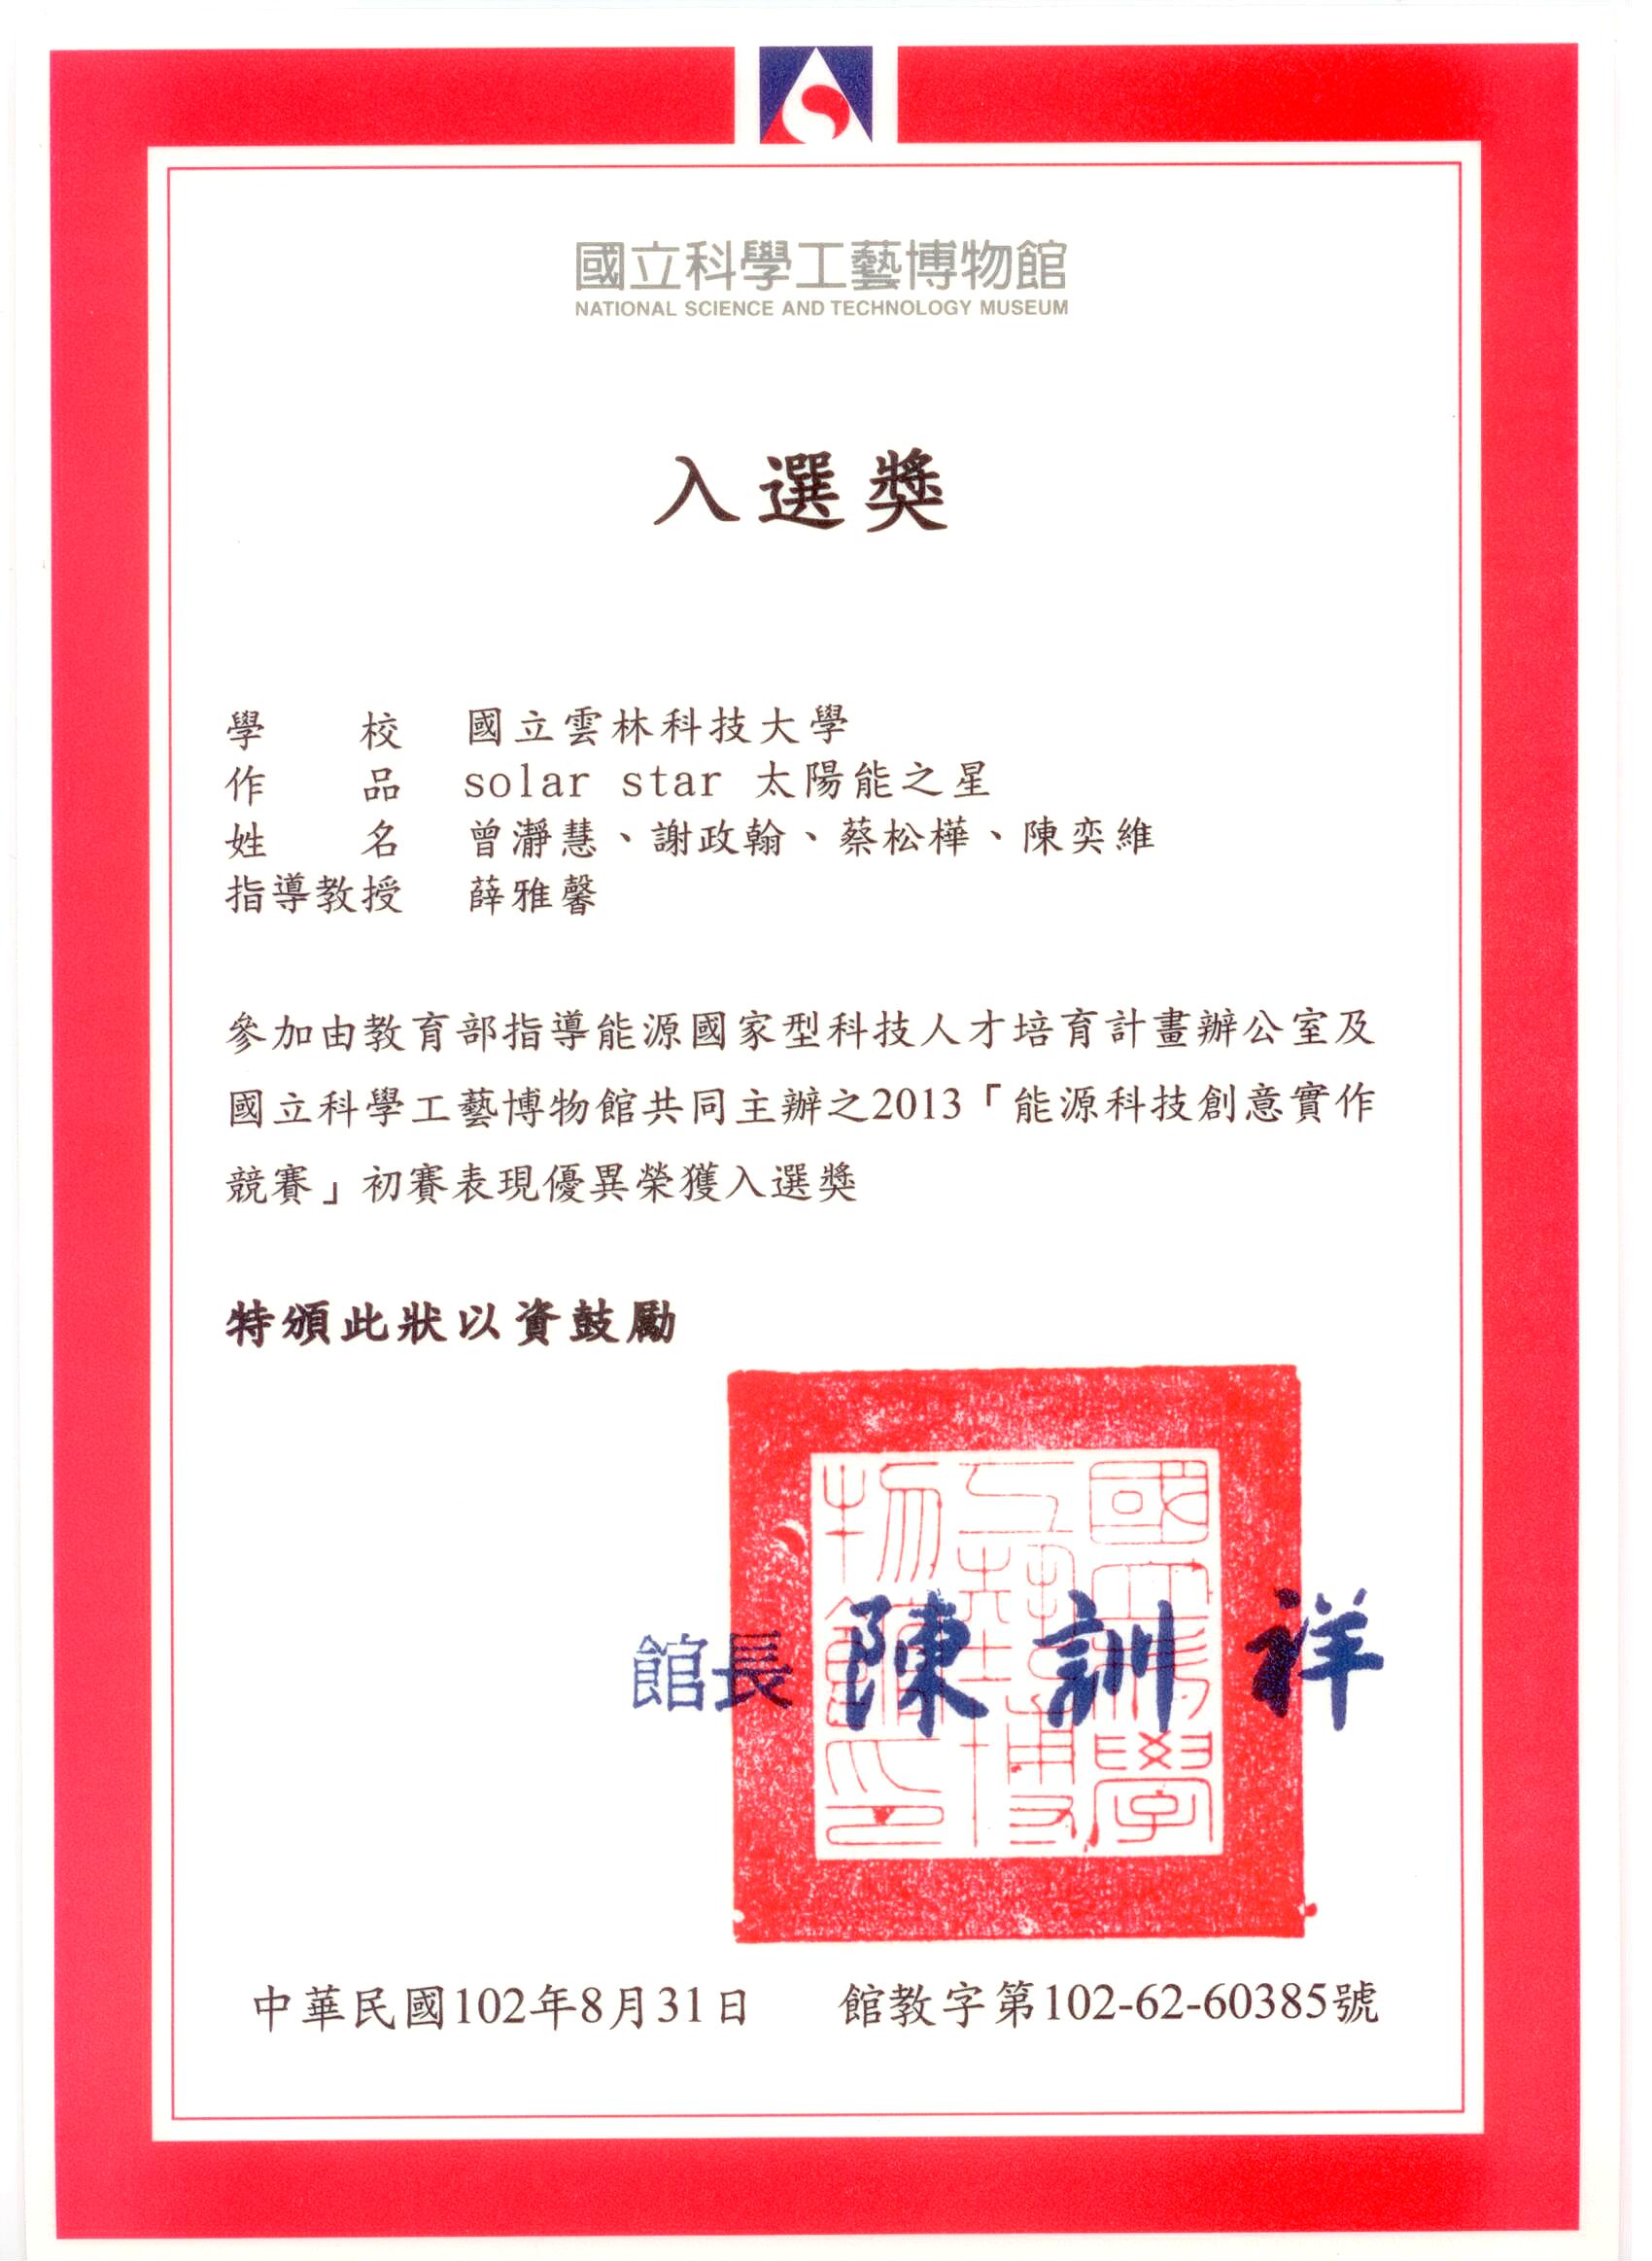 國立科學工藝博物館
NATIONAL SCIENCE AND TECHNOLOGY MUSEUM
入選獎
學校 國立雲林科技大學
作品 solar star 太陽能之星
姓名 曾瀞慧、謝政翰、蔡松樺、陳奕維
指導教授 薛雅馨
參加由教育部指導能源國家型科技人才培育計畫辦公室及
國立科學工藝博物館共同主辦之2013「能源科技創意實作
競賽」初賽表現優異榮獲入選獎
特頒此狀以資鼓勵
國立科學
工藝博
物館印
館長 陳訓祥
中華民國102年8月31日 館教字第102-62-60385號